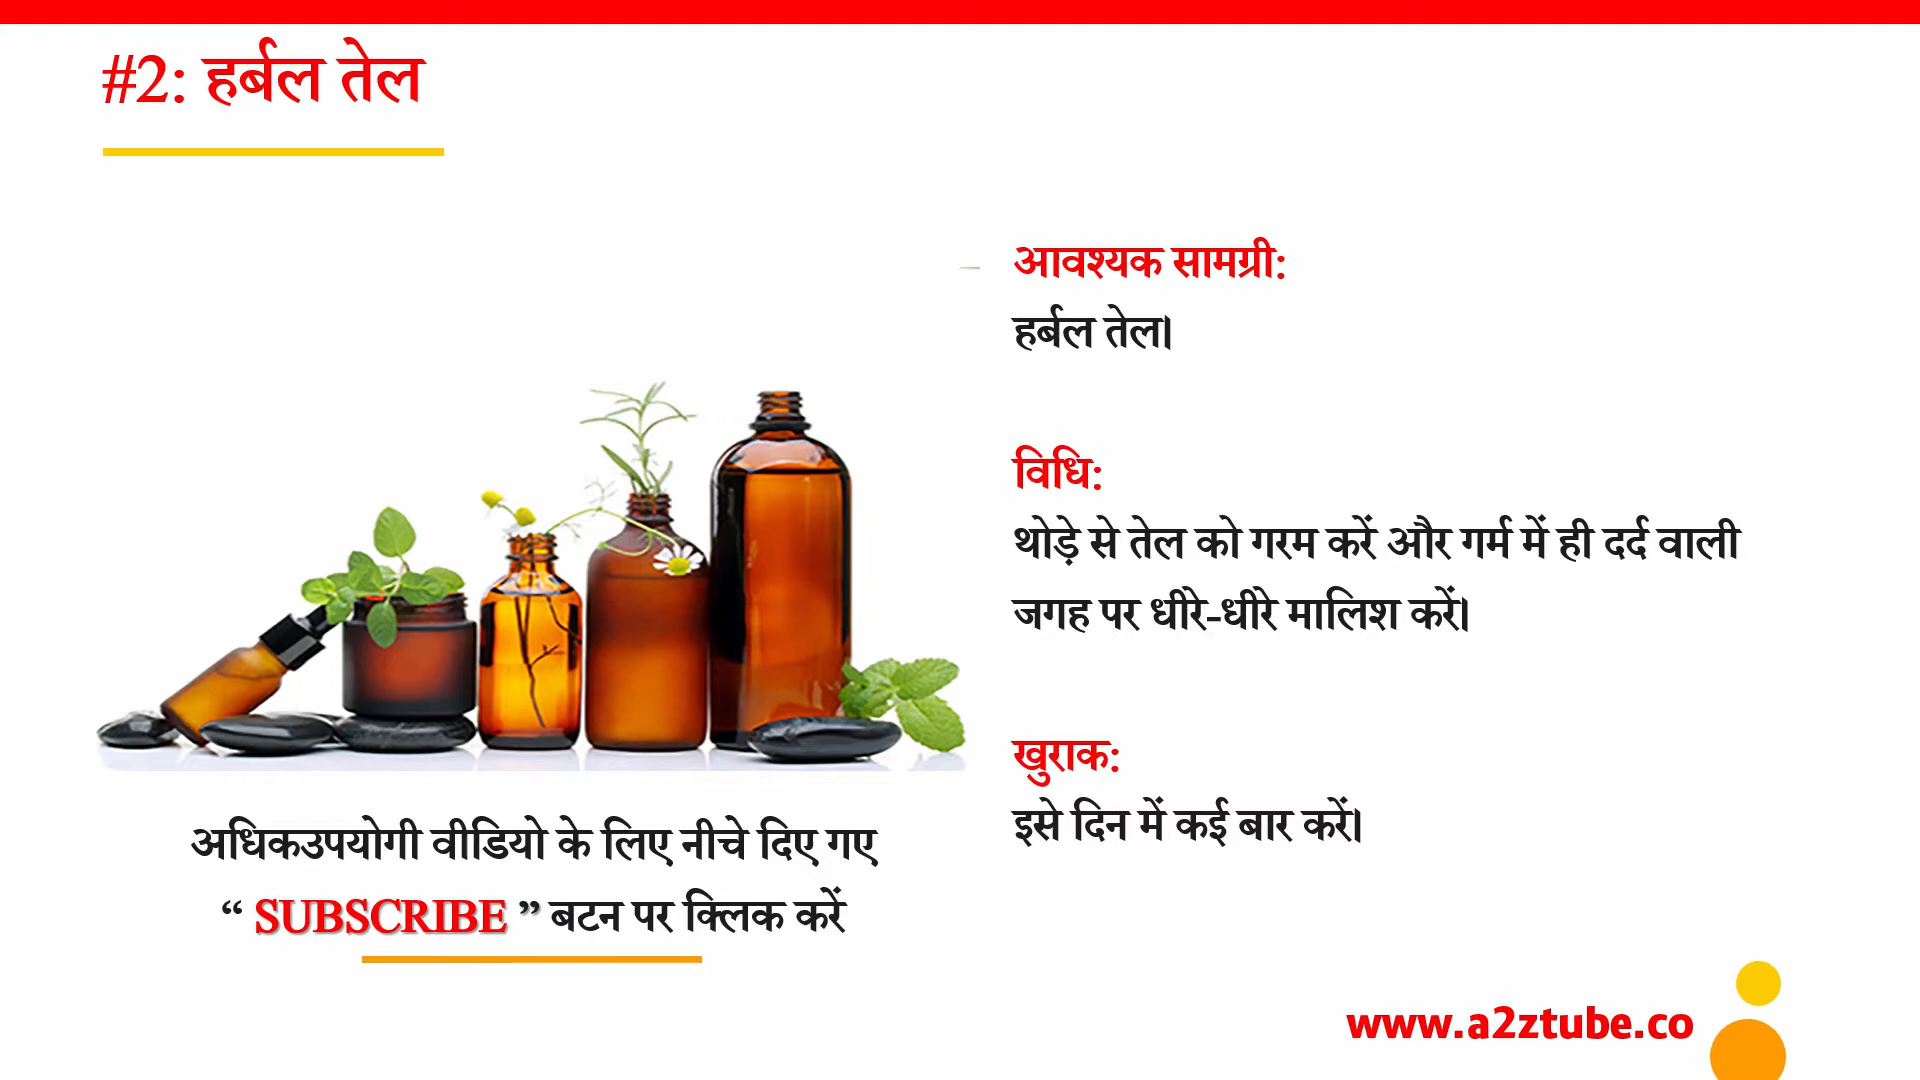 #2: हर्बल तेल
आवश्यक सामग्री:
हर्बल तेल।
विधि:
थोड़े से तेल को गरम करें और गर्म में ही दर्द वाली
जगह पर धीरे-धीरे मालिश करें।
खुराक:
इसे दिन में कई बार करें।
अधिकउपयोगी वीडियो के लिए नीचे दिए गए
“ SUBSCRIBE ” बटन पर क्लिक करें
www.a2ztube.co